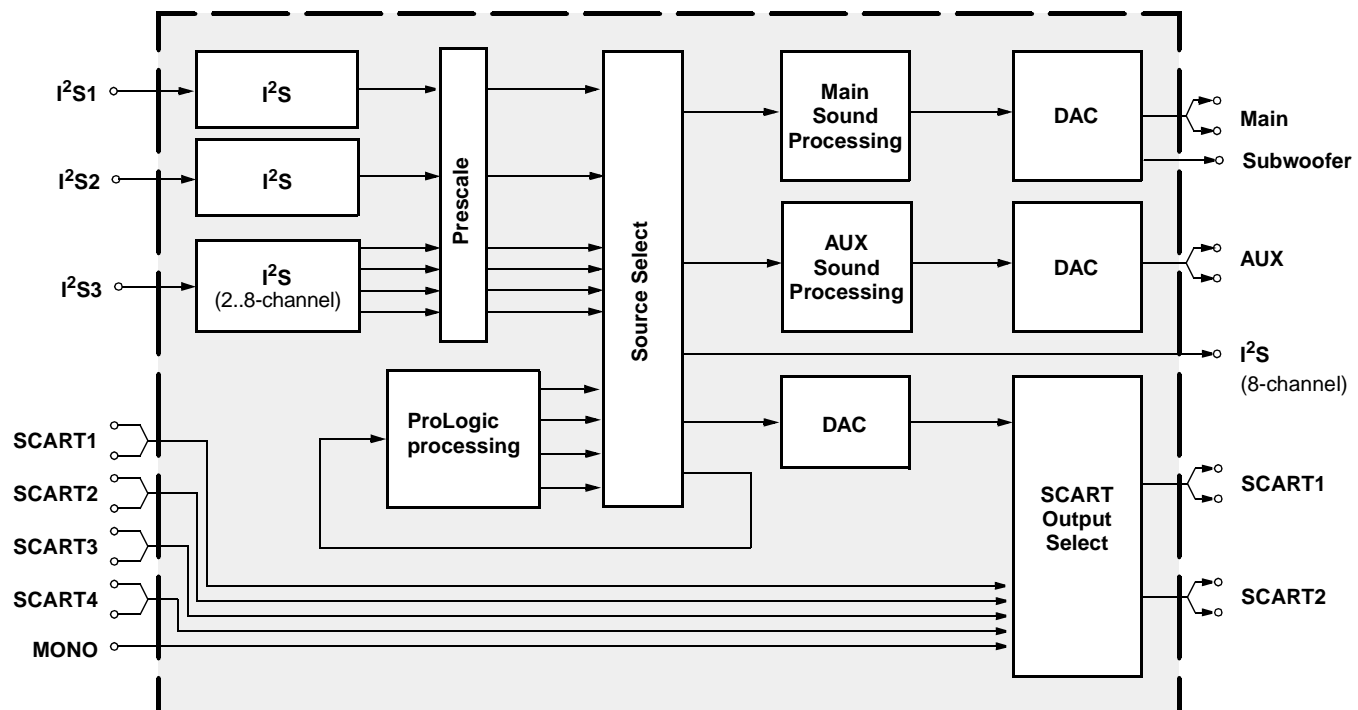 I²S1
I²S
Main
Sound
Processing
DAC
Main
Subwoofer
I²S2
I²S
Prescale
Source Select
AUX
Sound
Processing
DAC
AUX
I²S3
I²S
(2..8-channel)
I²S
(8-channel)
ProLogic
processing
DAC
SCART1
SCART2
SCART3
SCART4
MONO
SCART
Output
Select
SCART1
SCART2